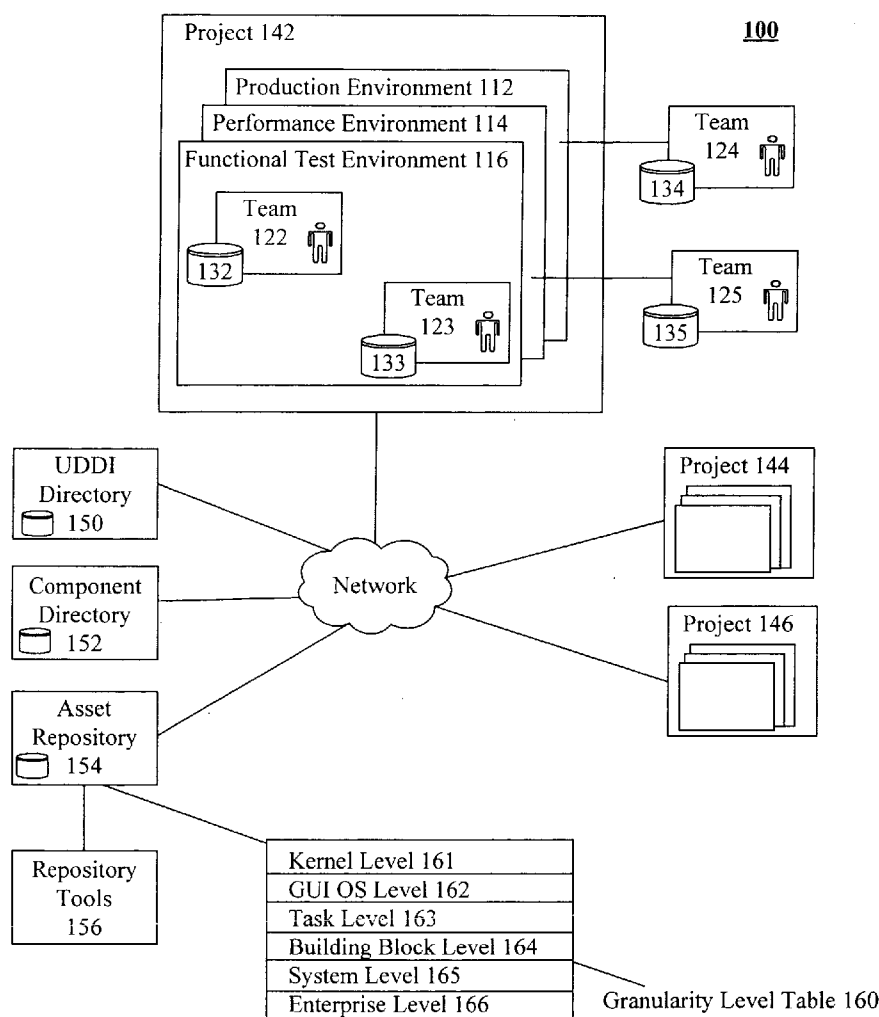 100
Project 142
Production Environment 112
Performance Environment 114
Functional Test Environment 116
Team
122
132
Team
123
133
Team
124
134
Team
125
135
UDDI
Directory
150
Component
Directory
152
Asset
Repository
154
Repository
Tools
156
Network
Project 144
Project 146
Kernel Level 161
GUI OS Level 162
Task Level 163
Building Block Level 164
System Level 165
Enterprise Level 166
Granularity Level Table 160